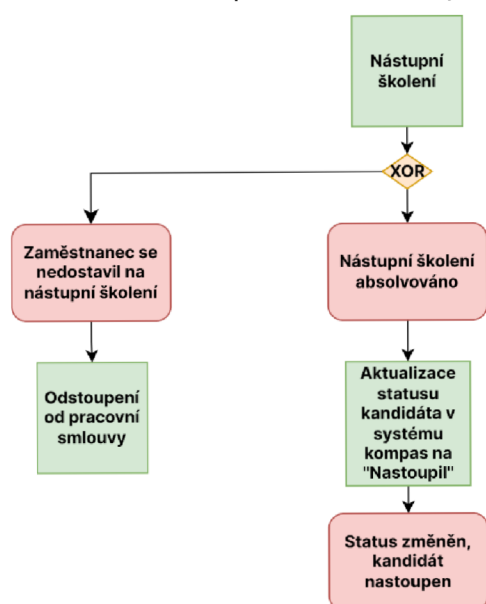 Nástupní
školení
XOR
Zaměstnanec se
nedostavil na
nástupní školení
Nástupní školení
absolvováno
Odstoupení
od pracovní
smlouvy
Aktualizace
statusu
kandidáta v
systému
kompas na
"Nastoupil"
Status změněn,
kandidát
nastoupen